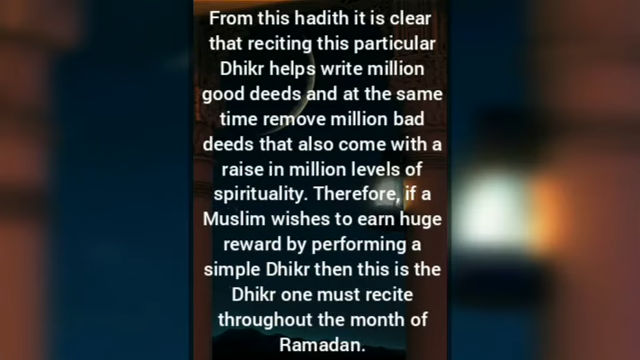 From this hadith it is clear
that reciting this particular
Dhikr helps write million
good deeds and at the same
time remove million bad
deeds that also come with a
raise in million levels of
spirituality. Therefore, if a
Muslim wishes to earn huge
reward by performing a
simple Dhikr then this is the
Dhikr one must recite
throughout the month of
Ramadan.